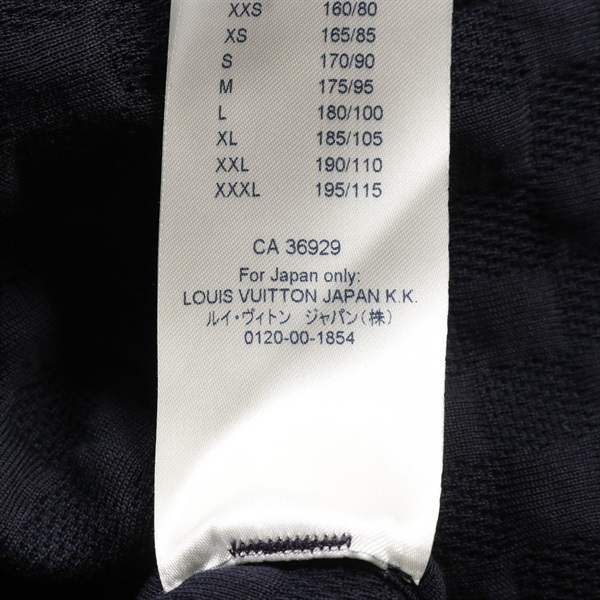 XXS 160/80
XS 165/85
S 170/90
M 175/95
L 180/100
XL 185/105
XXL 190/110
XXXL 195/115
CA 36929
For Japan only:
LOUIS VUITTON JAPAN K.K.
ルイ・ヴィトン ジャパン(株)
0120-00-1854